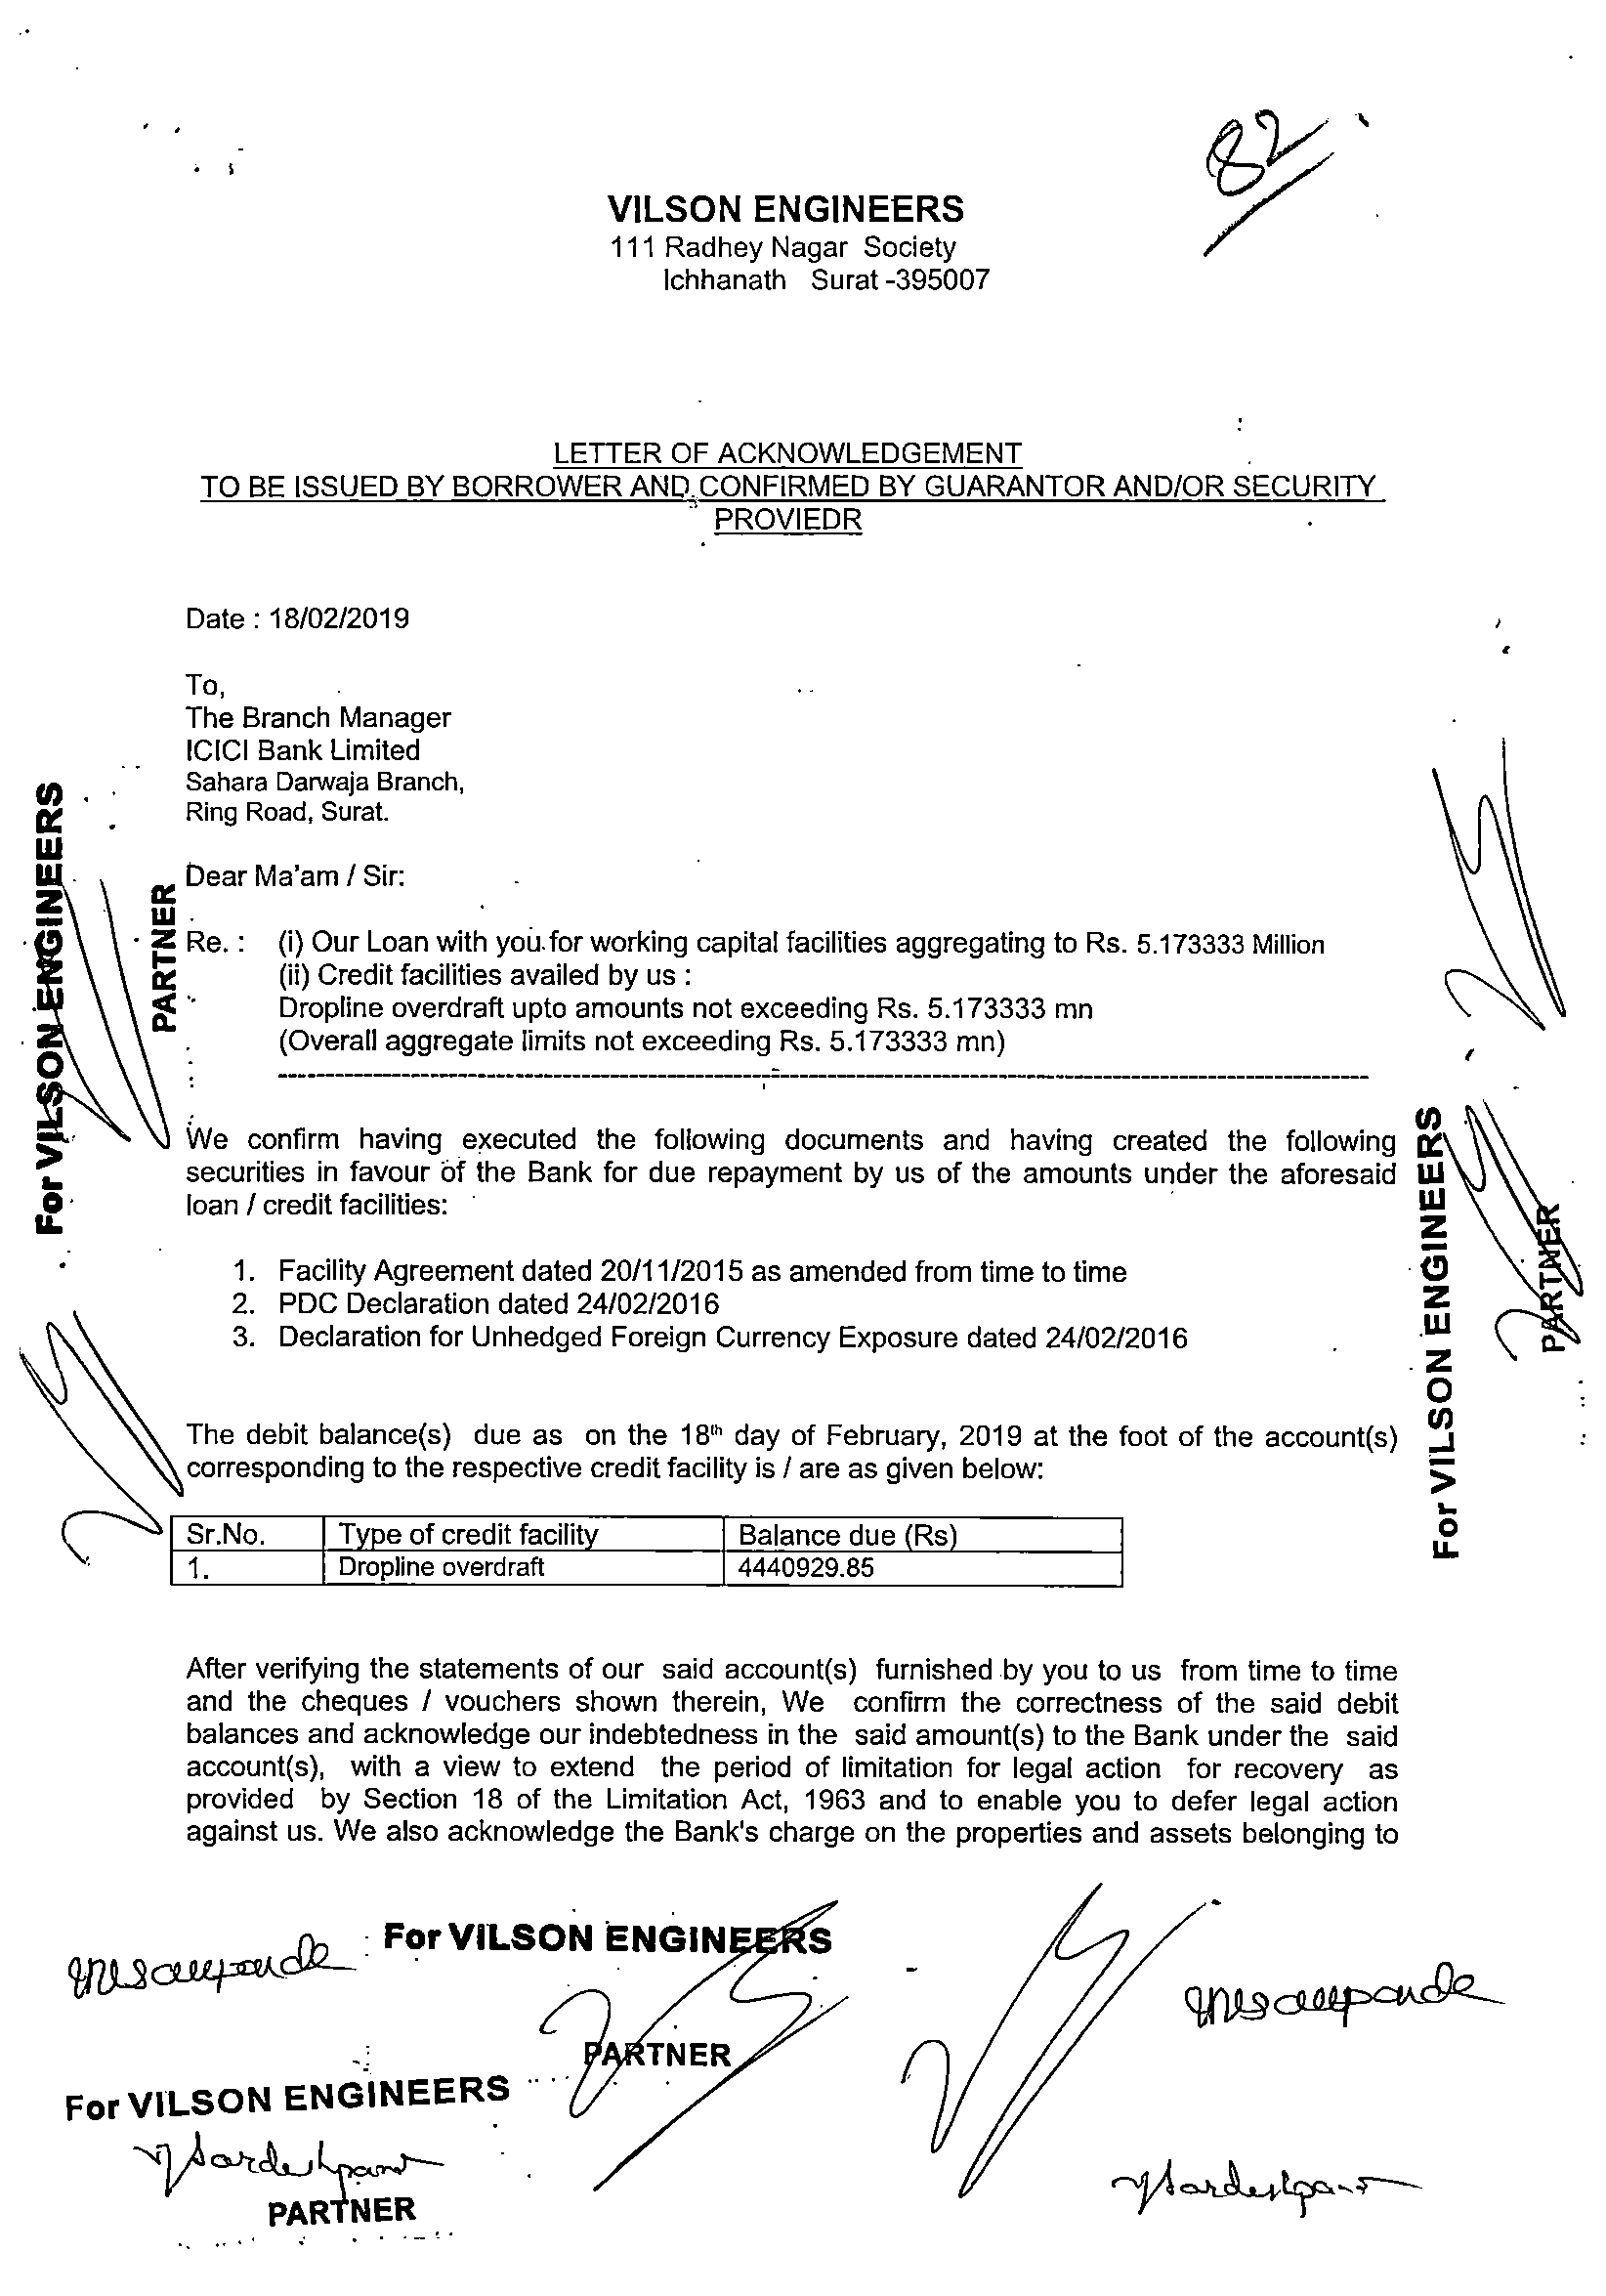 82
VILSON ENGINEERS
111 Radhey Nagar Society
Ichhanath Surat -395007
LETTER OF ACKNOWLEDGEMENT
TO BE ISSUED BY BORROWER AND CONFIRMED BY GUARANTOR AND/OR SECURITY
PROVIEDR
Date : 18/02/2019
To,
The Branch Manager
ICICI Bank Limited
Sahara Darwaja Branch,
Ring Road, Surat.
Dear Ma'am / Sir:
Re. : (i) Our Loan with you for working capital facilities aggregating to Rs. 5.173333 Million
(ii) Credit facilities availed by us :
Dropline overdraft upto amounts not exceeding Rs. 5.173333 mn
(Overall aggregate limits not exceeding Rs. 5.173333 mn)
For VILSON ENGINEERS
PARTNER
We confirm having executed the following documents and having created the following
securities in favour of the Bank for due repayment by us of the amounts under the aforesaid
loan / credit facilities:
1. Facility Agreement dated 20/11/2015 as amended from time to time
2. PDC Declaration dated 24/02/2016
3. Declaration for Unhedged Foreign Currency Exposure dated 24/02/2016
For VILSON ENGINEERS
PARTNER
The debit balance(s) due as on the 18th day of February, 2019 at the foot of the account(s)
corresponding to the respective credit facility is / are as given below:
Sr.No. Type of credit facility Balance due (Rs)
1. Dropline overdraft 4440929.85
After verifying the statements of our said account(s) furnished by you to us from time to time
and the cheques / vouchers shown therein, We confirm the correctness of the said debit
balances and acknowledge our indebtedness in the said amount(s) to the Bank under the said
account(s), with a view to extend the period of limitation for legal action for recovery as
provided by Section 18 of the Limitation Act, 1963 and to enable you to defer legal action
against us. We also acknowledge the Bank's charge on the properties and assets belonging to
For VILSON ENGINEERS
PARTNER
For VILSON ENGINEERS
PARTNER